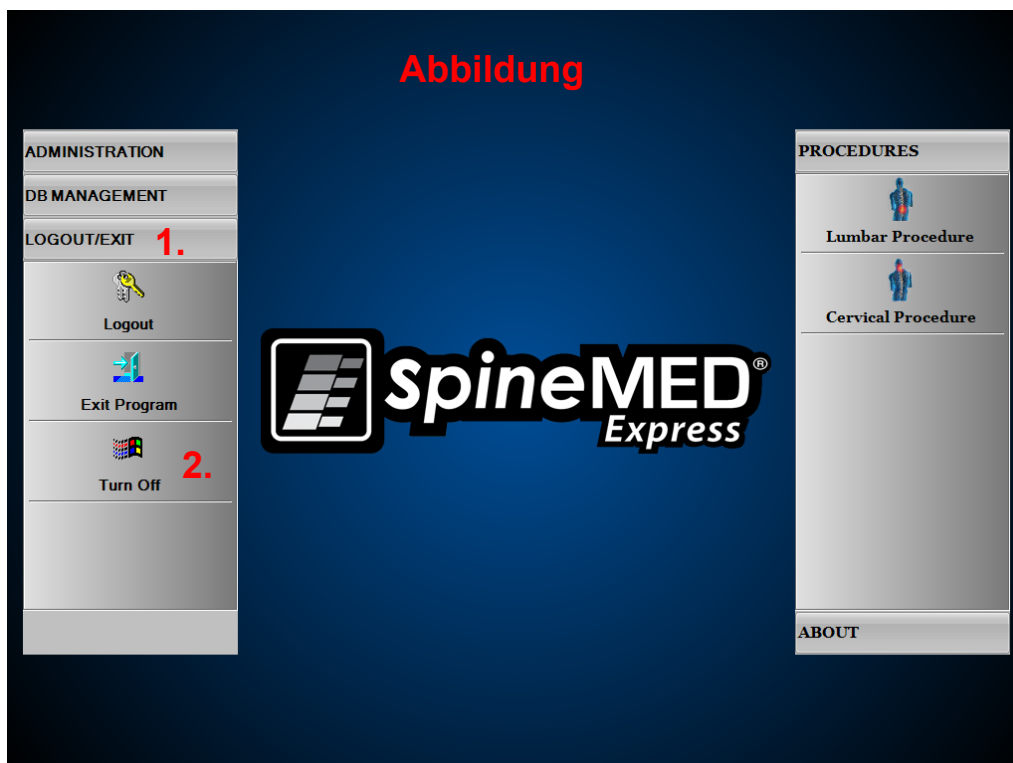 Abbildung
ADMINISTRATION
DB MANAGEMENT
LOGOUT/EXIT 1.
Logout
Exit Program
Turn Off 2.
SpineMED®
Express
PROCEDURES
Lumbar Procedure
Cervical Procedure
ABOUT